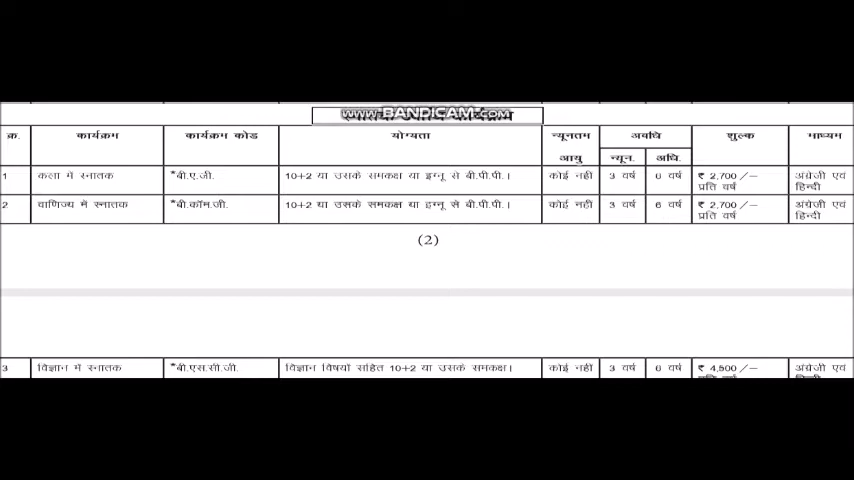 www.BANDICAM.com
क्र. कार्यक्रम कार्यक्रम कोड योग्यता न्यूनतम अवधि शुल्क माध्यम
आयु न्यून. अधि.
1 कला में स्नातक *बी.ए.जी. 10+2 या उसके समकक्ष या इग्नू से बी.पी.पी.। कोई नहीं 3 वर्ष 6 वर्ष ₹ 2,700 /– अंग्रेजी एवं
प्रति वर्ष हिन्दी
2 वाणिज्य में स्नातक *बी.कॉम.जी. 10+2 या उसके समकक्ष या इग्नू से बी.पी.पी.। कोई नहीं 3 वर्ष 6 वर्ष ₹ 2,700 /– अंग्रेजी एवं
प्रति वर्ष हिन्दी
(2)
3 विज्ञान में स्नातक *बी.एस.सी.जी. विज्ञान विषयों सहित 10+2 या उसके समकक्ष। कोई नहीं 3 वर्ष 6 वर्ष ₹ 4,500 /– अंग्रेजी एवं